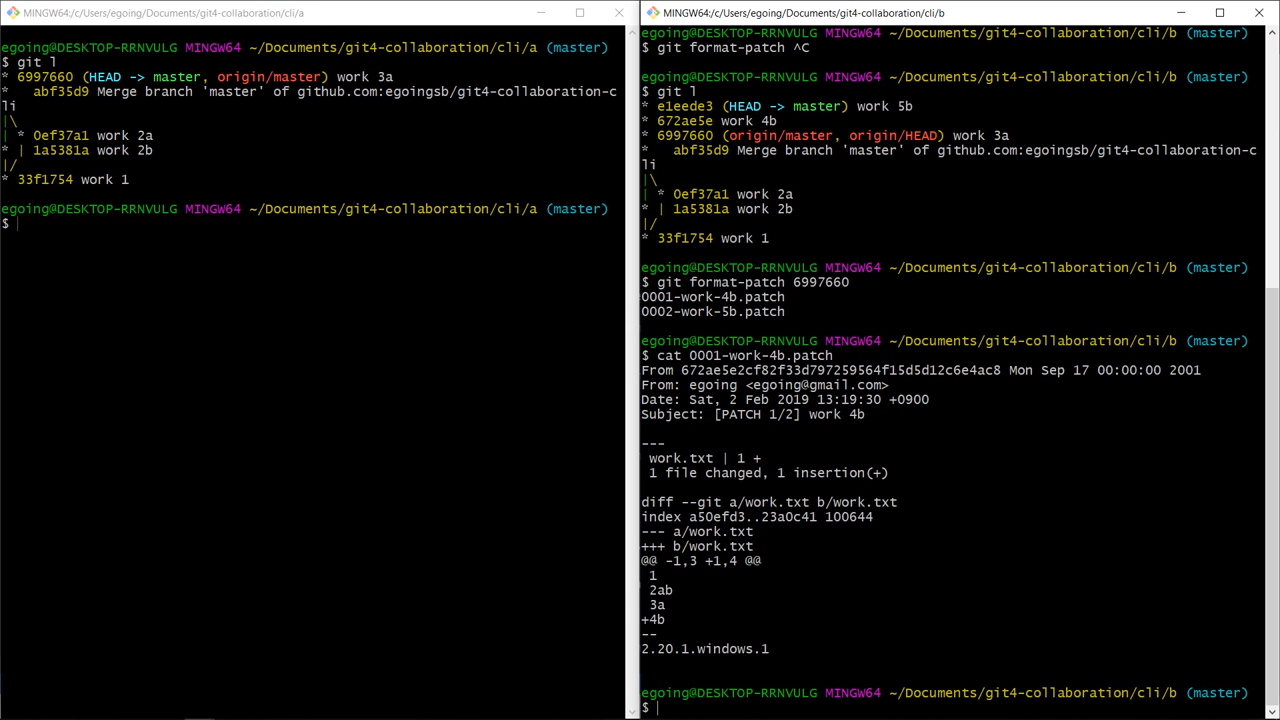 MINGW64:/c/Users/egoing/Documents/git4-collaboration/cli/a
egoing@DESKTOP-RRNVULG MINGW64 ~/Documents/git4-collaboration/cli/a (master)
$ git l
* 6997660 (HEAD -> master, origin/master) work 3a
*   abf35d9 Merge branch 'master' of github.com:egoingsb/git4-collaboration-c
li
|\
| * 0ef37a1 work 2a
* | 1a5381a work 2b
|/
* 33f1754 work 1
egoing@DESKTOP-RRNVULG MINGW64 ~/Documents/git4-collaboration/cli/a (master)
$
MINGW64:/c/Users/egoing/Documents/git4-collaboration/cli/b
egoing@DESKTOP-RRNVULG MINGW64 ~/Documents/git4-collaboration/cli/b (master)
$ git format-patch ^C
egoing@DESKTOP-RRNVULG MINGW64 ~/Documents/git4-collaboration/cli/b (master)
$ git l
* e1eede3 (HEAD -> master) work 5b
* 672ae5e work 4b
* 6997660 (origin/master, origin/HEAD) work 3a
*   abf35d9 Merge branch 'master' of github.com:egoingsb/git4-collaboration-c
li
|\
| * 0ef37a1 work 2a
* | 1a5381a work 2b
|/
* 33f1754 work 1
egoing@DESKTOP-RRNVULG MINGW64 ~/Documents/git4-collaboration/cli/b (master)
$ git format-patch 6997660
0001-work-4b.patch
0002-work-5b.patch
egoing@DESKTOP-RRNVULG MINGW64 ~/Documents/git4-collaboration/cli/b (master)
$ cat 0001-work-4b.patch
From 672ae5e2cf82f33d797259564f15d5d12c6e4ac8 Mon Sep 17 00:00:00 2001
From: egoing <egoing@gmail.com>
Date: Sat, 2 Feb 2019 13:19:30 +0900
Subject: [PATCH 1/2] work 4b
---
 work.txt | 1 +
 1 file changed, 1 insertion(+)
diff --git a/work.txt b/work.txt
index a50efd3..23a0c41 100644
--- a/work.txt
+++ b/work.txt
@@ -1,3 +1,4 @@
 1
 2ab
 3a
+4b
--
2.20.1.windows.1
egoing@DESKTOP-RRNVULG MINGW64 ~/Documents/git4-collaboration/cli/b (master)
$